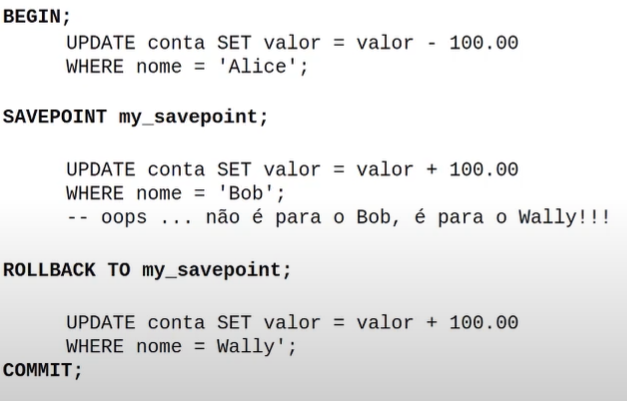 BEGIN;
UPDATE conta SET valor = valor - 100.00
WHERE nome = 'Alice';
SAVEPOINT my_savepoint;
UPDATE conta SET valor = valor + 100.00
WHERE nome = 'Bob';
-- oops ... não é para o Bob, é para o Wally!!!
ROLLBACK TO my_savepoint;
UPDATE conta SET valor = valor + 100.00
WHERE nome = Wally';
COMMIT;